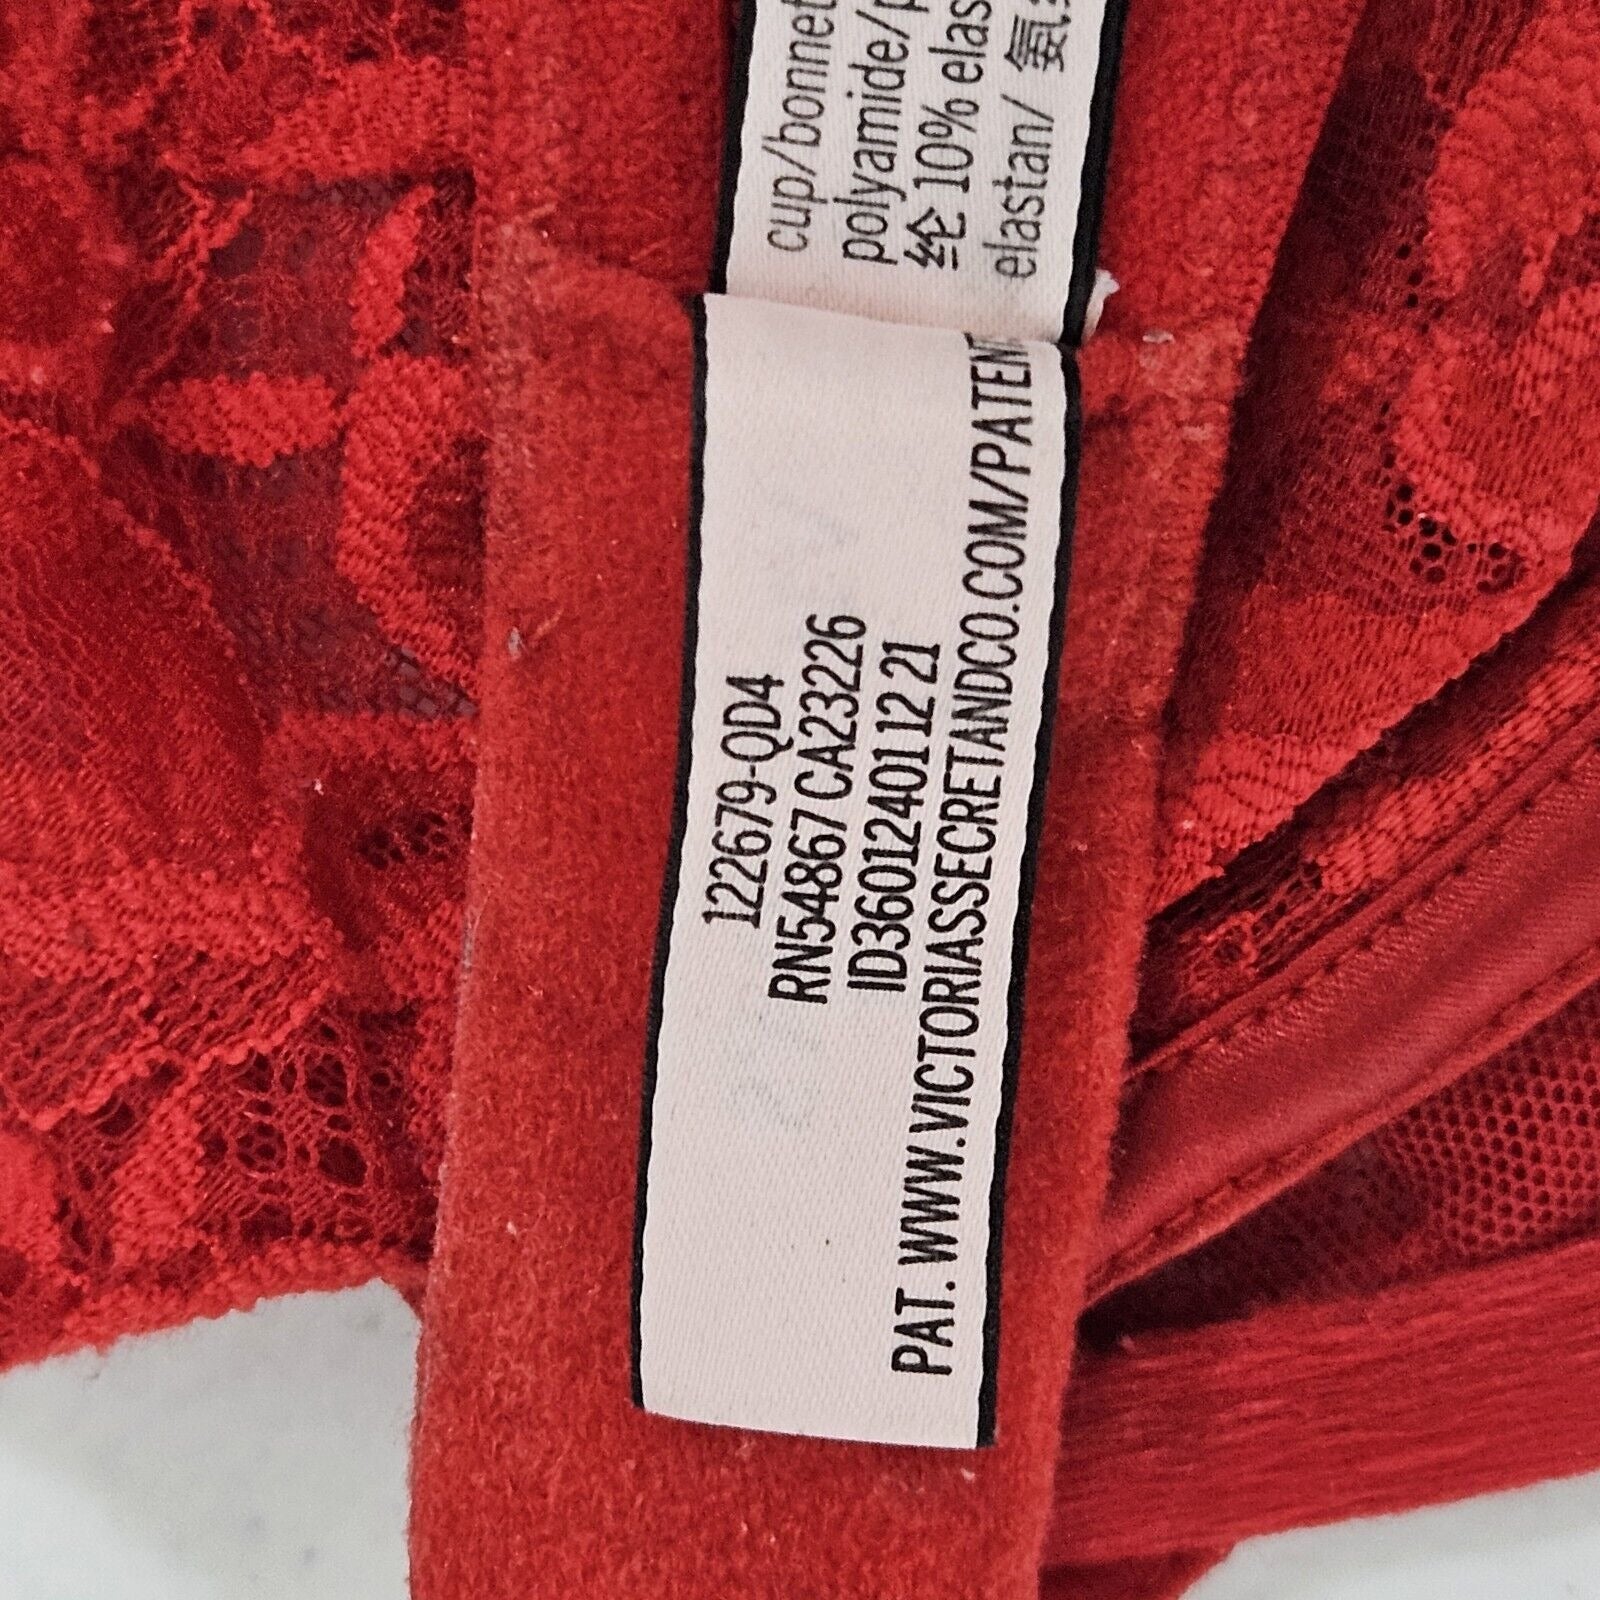 cup/bonnet
polyamide/
纶 10% elas
elastan/ 氨
122679-QD4
RN54867 CA23226
ID360124011221
PAT. WWW.VICTORIASSECRETANDCO.COM/PATENT